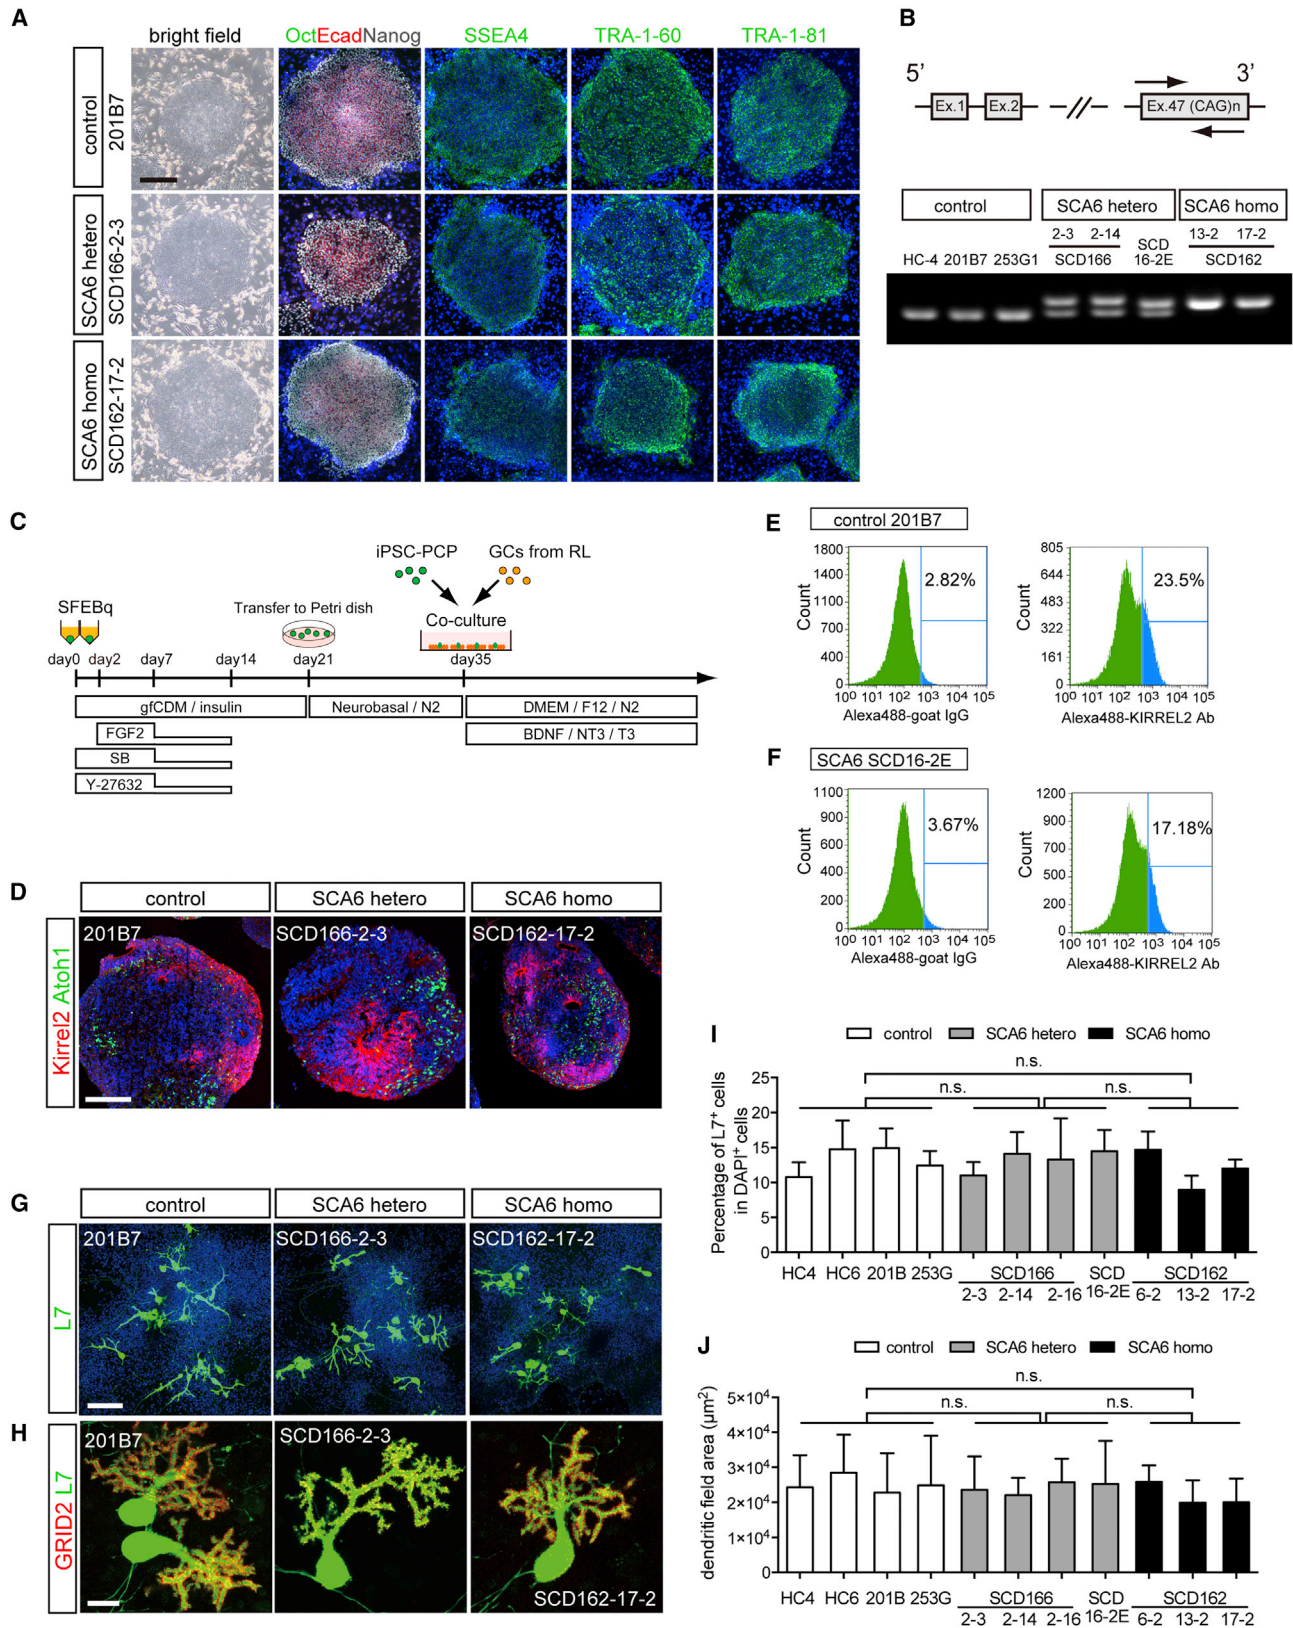 A
bright field
OctEcadNanog
SSEA4
TRA-1-60
TRA-1-81
control
201B7
SCA6 hetero
SCD166-2-3
SCA6 homo
SCD162-17-2
B
5’
3’
Ex.1
Ex.2
Ex.47 (CAG)n
control
SCA6 hetero
SCA6 homo
2-3
2-14
SCD
13-2
17-2
HC-4
201B7
253G1
SCD166
16-2E
SCD162
C
iPSC-PCP
GCs from RL
SFEBq
Transfer to Petri dish
Co-culture
day0
day2
day7
day14
day21
day35
gfCDM / insulin
Neurobasal / N2
DMEM / F12 / N2
FGF2
BDNF / NT3 / T3
SB
Y-27632
E
control 201B7
Count
1800
1400
1100
700
400
0
2.82%
10⁰ 10¹ 10² 10³ 10⁴ 10⁵
Alexa488-goat IgG
Count
805
644
483
322
161
0
23.5%
10⁰ 10¹ 10² 10³ 10⁴ 10⁵
Alexa488-KIRREL2 Ab
F
SCA6 SCD16-2E
Count
1100
900
600
400
200
0
3.67%
10⁰ 10¹ 10² 10³ 10⁴ 10⁵
Alexa488-goat IgG
Count
1200
900
700
500
200
0
17.18%
10⁰ 10¹ 10² 10³ 10⁴ 10⁵
Alexa488-KIRREL2 Ab
D
control
SCA6 hetero
SCA6 homo
Kirrel2 Atoh1
201B7
SCD166-2-3
SCD162-17-2
G
control
SCA6 hetero
SCA6 homo
L7
201B7
SCD166-2-3
SCD162-17-2
H
GRID2 L7
201B7
SCD166-2-3
SCD162-17-2
I
control
SCA6 hetero
SCA6 homo
n.s.
n.s.
n.s.
Percentage of L7⁺ cells
in DAPI⁺ cells
25
20
15
10
5
0
HC4
HC6
201B
253G
SCD166
SCD
SCD162
2-3
2-14
2-16
16-2E
6-2
13-2
17-2
J
control
SCA6 hetero
SCA6 homo
n.s.
n.s.
n.s.
dendritic field area (μm²)
5×10⁴
4×10⁴
3×10⁴
2×10⁴
1×10⁴
0
HC4
HC6
201B
253G
SCD166
SCD
SCD162
2-3
2-14
2-16
16-2E
6-2
13-2
17-2